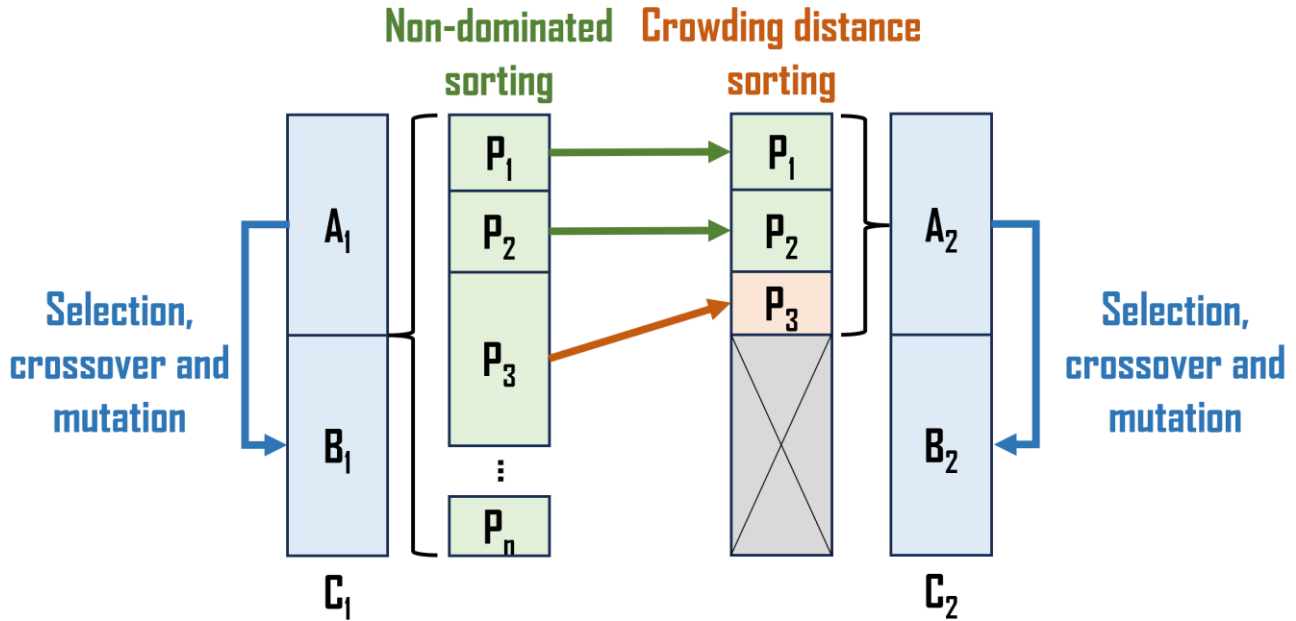 Non-dominated
sorting
Crowding distance
sorting
A₁
B₁
C₁
Selection,
crossover and
mutation
P₁
P₂
P₃
...
Pₙ
P₁
P₂
P₃
A₂
B₂
C₂
Selection,
crossover and
mutation